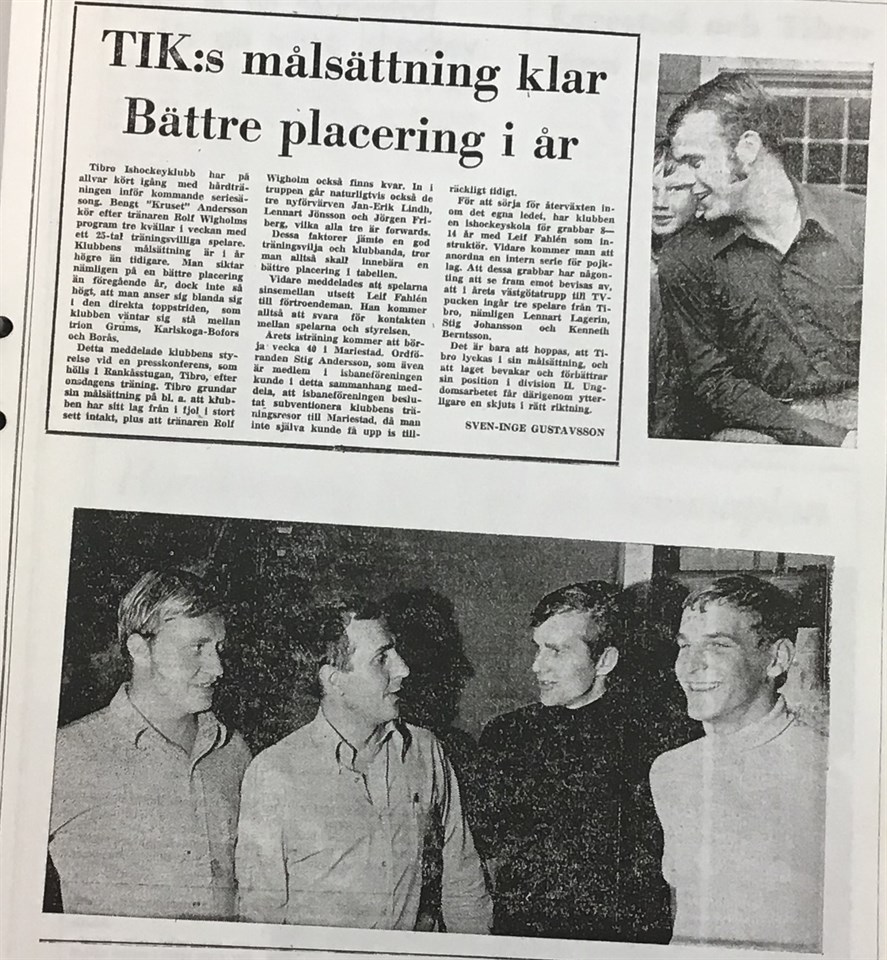 TIK:s målsättning klar
Bättre placering i år
Tibro Ishockeyklubb har på
allvar kört igång med hårdträ-
ningen inför kommande seriesä-
song. Bengt "Kruset" Andersson
kör efter tränaren Rolf Wigholms
program tre kvällar i veckan med
ett 25-tal träningsvilliga spelare.
Klubbens målsättning är i år
högre än tidigare. Man siktar
nämligen på en bättre placering
än föregående år, dock inte så
högt, att man anser sig blanda sig
i den direkta toppstriden, som
klubben väntar sig stå mellan
trion Grums, Karlskoga-Bofors
och Borås.
Detta meddelade klubbens sty-
relse vid en presskonferens, som
hölls i Rankåsstugan, Tibro, efter
onsdagens träning. Tibro grundar
sin målsättning på bl. a. att klub-
ben har sitt lag från i fjol i stort
sett intakt, plus att tränaren Rolf
Wigholm också finns kvar. In i
truppen går naturligtvis också de
tre nyförvärven Jan-Erik Lindh,
Lennart Jönsson och Jörgen Fri-
berg, vilka alla tre är forwards.
Dessa faktorer jämte en god
träningsvilja och klubbanda, tror
man alltså skall innebära en
bättre placering i tabellen.
Vidare meddelades att spelarna
sinsemellan utsett Leif Fahlén
till förtroendeman. Han kommer
alltså att svara för kontakten
mellan spelarna och styrelsen.
Årets isträning kommer att bör-
ja vecka 40 i Mariestad. Ordfö-
randen Stig Andersson, som även
är medlem i isbaneföreningen
kunde i detta sammanhang med-
dela, att isbaneföreningen beslu-
tat subventionera klubbens trä-
ningsresor till Mariestad, då man
inte själva kunde få upp is till-
räckligt tidigt.
För att sörja för återväxten in-
om det egna ledet, har klubben
en ishockeyskola för grabbar 8—
14 år med Leif Fahlén som in-
struktör. Vidare kommer man att
anordna en intern serie för pojk-
lag. Att dessa grabbar har någon-
ting att se fram emot bevisas av,
att i årets västgötatrupp till TV-
pucken ingår tre spelare från Ti-
bro, nämligen Lennart Lagerin,
Stig Johansson och Kenneth
Berntsson.
Det är bara att hoppas, att Ti-
bro lyckas i sin målsättning, och
att laget bevakar och förbättrar
sin position i division II. Ung-
domsarbetet får därigenom ytter-
ligare en skjuts i rätt riktning.
SVEN-INGE GUSTAVSSON